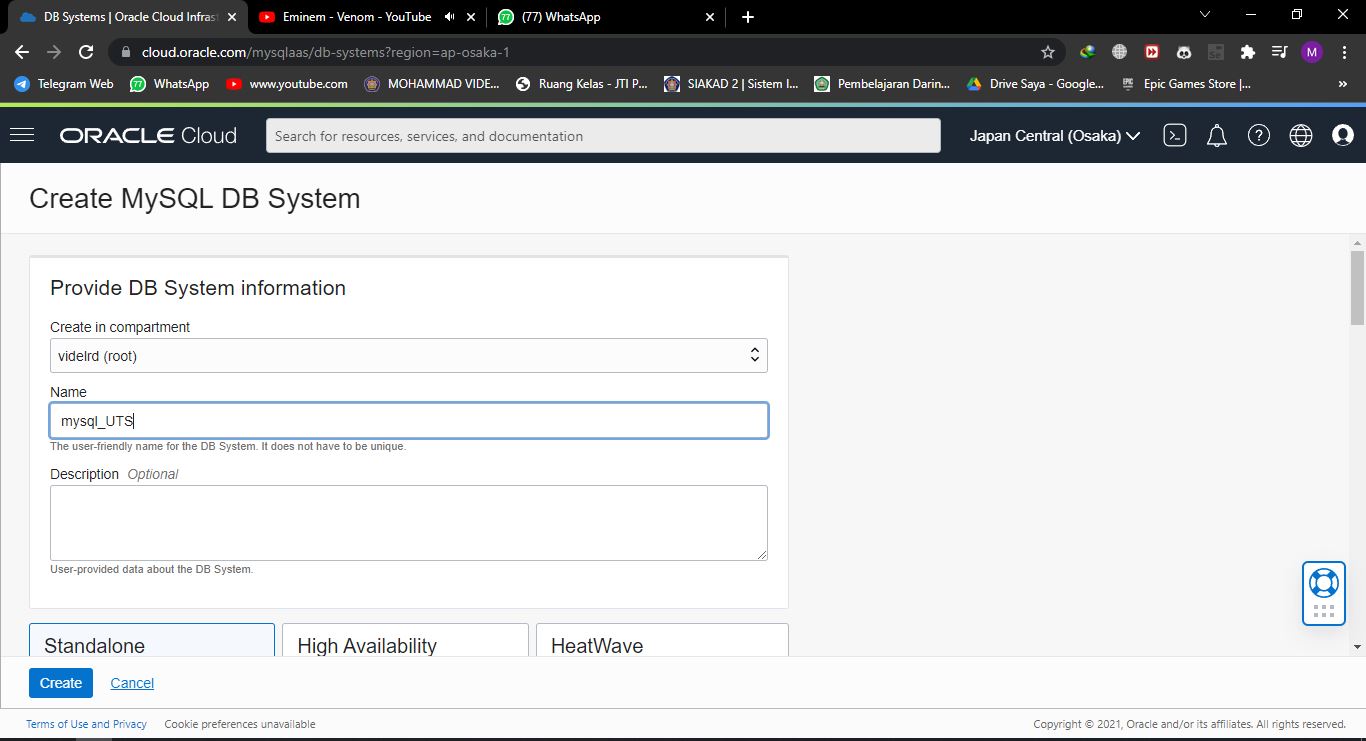 DB Systems | Oracle Cloud Infras
Eminem - Venom - YouTube
(77) WhatsApp
cloud.oracle.com/mysqlaas/db-systems?region=ap-osaka-1
M
Telegram Web
77
WhatsApp
www.youtube.com
MOHAMMAD VIDE...
Ruang Kelas - JTI P...
SIAKAD 2 | Sistem I...
Pembelajaran Darin...
Drive Saya - Google...
Epic Games Store |...
ORACLE Cloud
Search for resources, services, and documentation
Japan Central (Osaka)
Create MySQL DB System
Provide DB System information
Create in compartment
videlrd (root)
Name
mysql_UTS
The user-friendly name for the DB System. It does not have to be unique.
Description Optional
User-provided data about the DB System.
Standalone
High Availability
HeatWave
Create
Cancel
Terms of Use and Privacy
Cookie preferences unavailable
Copyright © 2021, Oracle and/or its affiliates. All rights reserved.